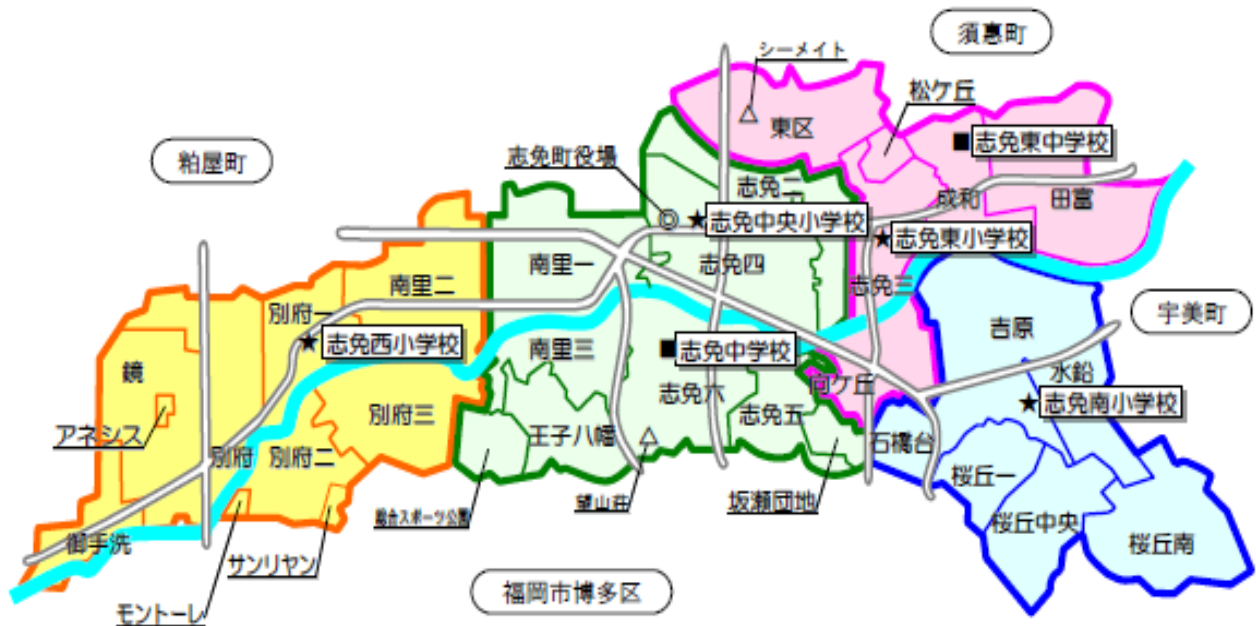 須惠町
シーメイト
松ケ丘
東区
■志免東中学校
粕屋町
志免町役場
志免二
成和
田富
◎★志免中央小学校
★志免東小学校
南里一
志免四
南里二
志免三
吉原
宇美町
別府一
★志免西小学校
南里三
■志免中学校
鏡
水鉛
向ケ丘
★志免南小学校
アネシス
別府三
志免六
志免五
王子八幡
石橋台
別府
別府二
桜丘一
総合スポーツ公園
望山荘
坂瀬団地
桜丘中央
御手洗
サンリヤン
桜丘南
福岡市博多区
モントーレ